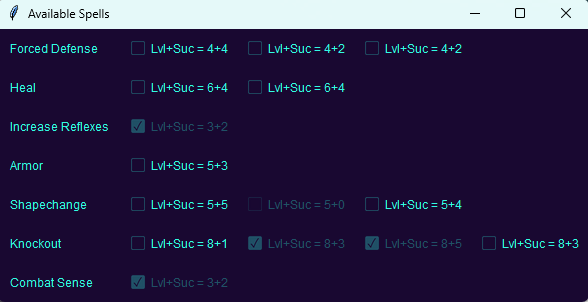 Available Spells
Forced Defense Lvl+Suc = 4+4 Lvl+Suc = 4+2 Lvl+Suc = 4+2
Heal Lvl+Suc = 6+4 Lvl+Suc = 6+4
Increase Reflexes Lvl+Suc = 3+2
Armor Lvl+Suc = 5+3
Shapechange Lvl+Suc = 5+5 Lvl+Suc = 5+0 Lvl+Suc = 5+4
Knockout Lvl+Suc = 8+1 Lvl+Suc = 8+3 Lvl+Suc = 8+5 Lvl+Suc = 8+3
Combat Sense Lvl+Suc = 3+2